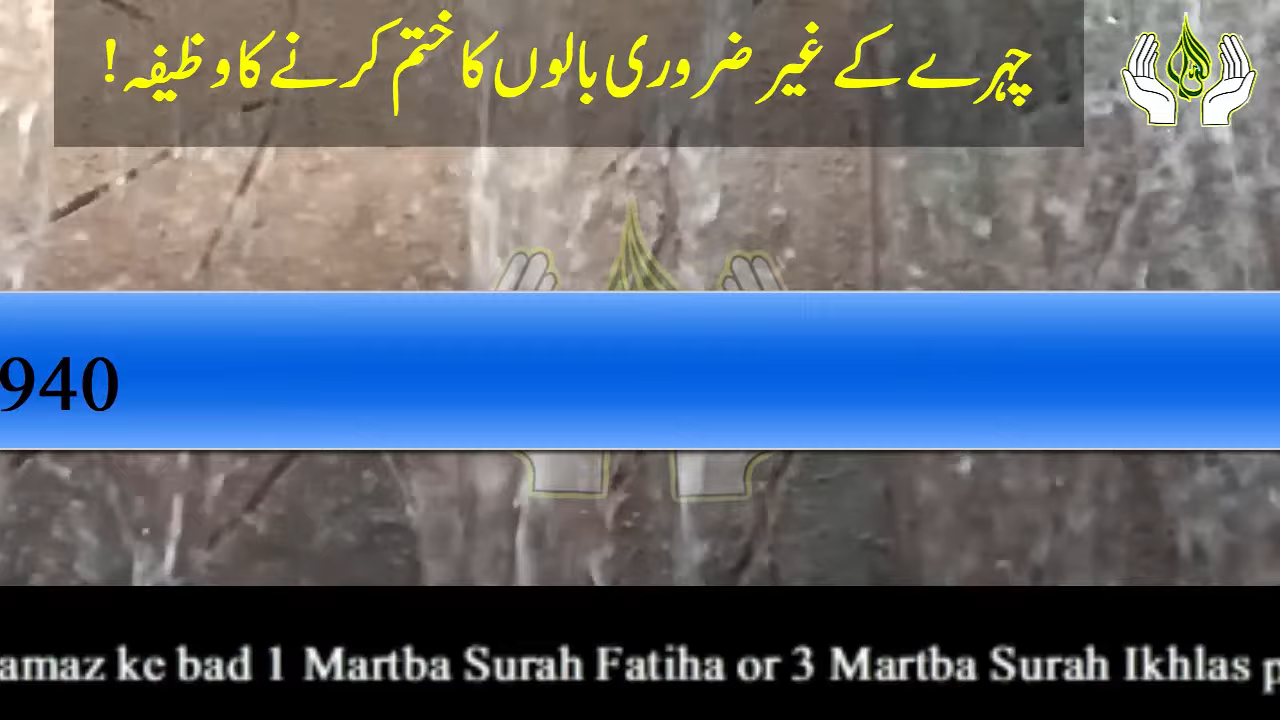 چہرے کے غیر ضروری بالوں کا ختم کرنے کا وظیفہ!
940
amaz ke bad 1 Martba Surah Fatiha or 3 Martba Surah Ikhlas p